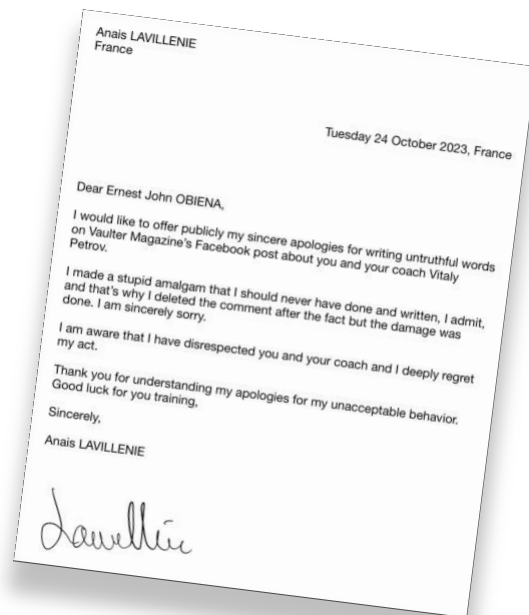 Anais LAVILLENIE
France
Tuesday 24 October 2023, France
Dear Ernest John OBIENA,
I would like to offer publicly my sincere apologies for writing untruthful words
on Vaulter Magazine's Facebook post about you and your coach Vitaly
Petrov.
I made a stupid amalgam that I should never have done and written, I admit,
and that's why I deleted the comment after the fact but the damage was
done. I am sincerely sorry.
I am aware that I have disrespected you and your coach and I deeply regret
my act.
Thank you for understanding my apologies for my unacceptable behavior.
Good luck for you training,
Sincerely,
Anais LAVILLENIE
Lavillenie